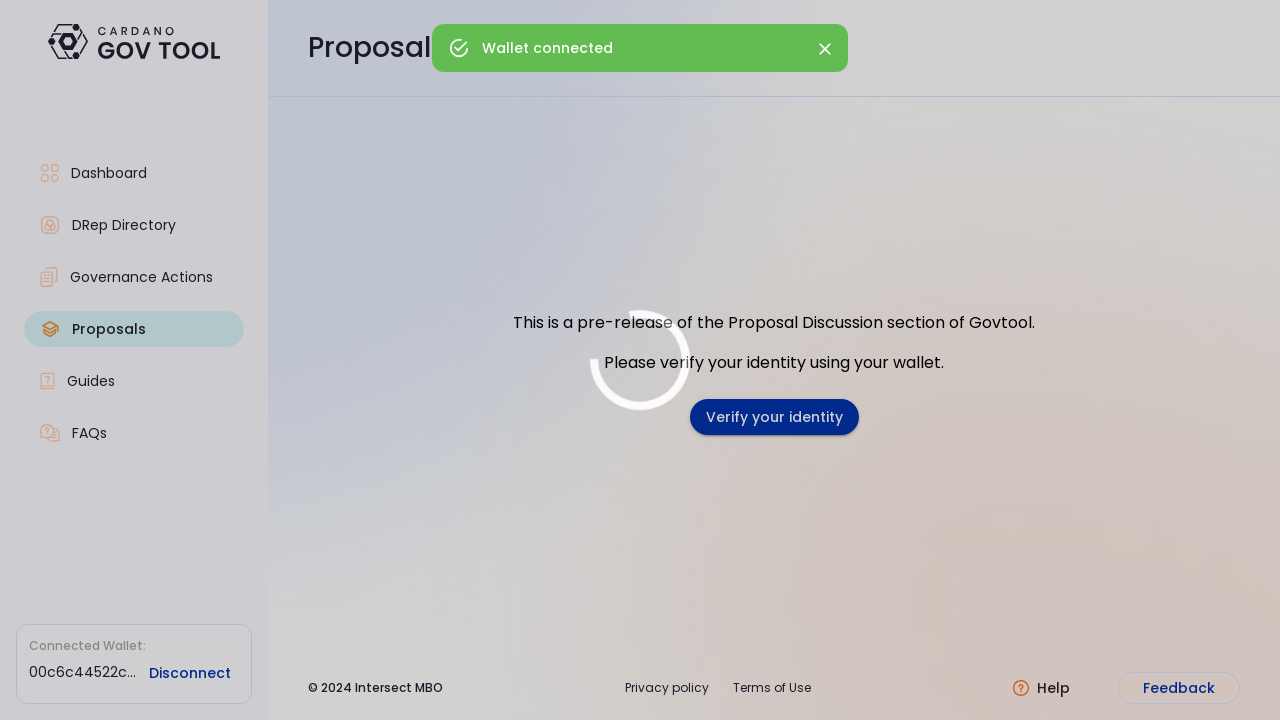 CARDANO
GOV TOOL
Proposal
Wallet connected
Dashboard
DRep Directory
Governance Actions
Proposals
Guides
FAQs
This is a pre-release of the Proposal Discussion section of Govtool.
Please verify your identity using your wallet.
Verify your identity
Connected Wallet:
00c6c44522c...
Disconnect
© 2024 Intersect MBO
Privacy policy
Terms of Use
Help
Feedback